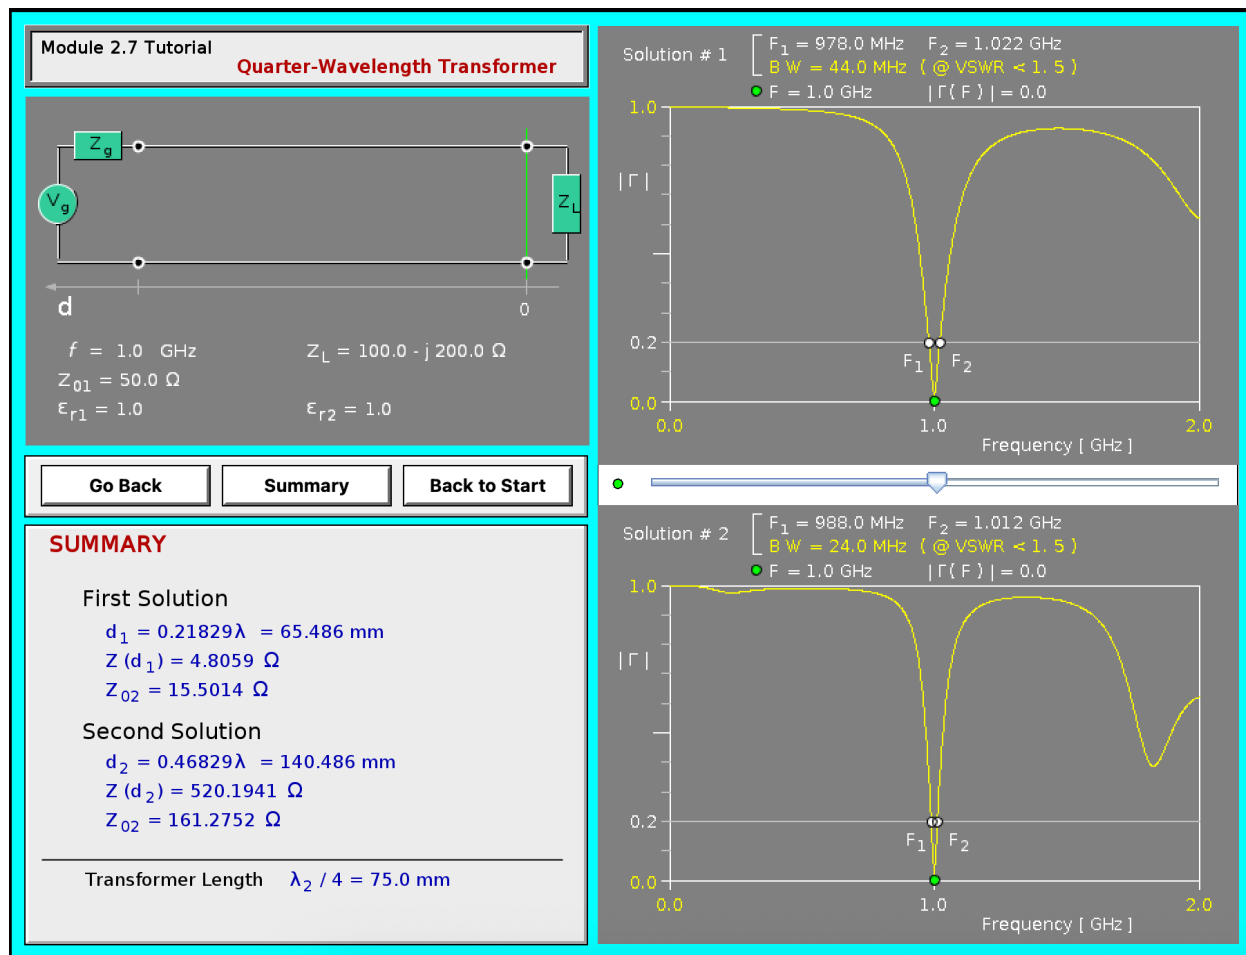 Module 2.7 Tutorial
Quarter-Wavelength Transformer
Zg
Vg
ZL
d
0
f = 1.0 GHz
ZL = 100.0 - j 200.0 Ω
Z01 = 50.0 Ω
εr1 = 1.0
εr2 = 1.0
Go Back
Summary
Back to Start
SUMMARY
First Solution
d1 = 0.21829λ = 65.486 mm
Z (d1) = 4.8059 Ω
Z02 = 15.5014 Ω
Second Solution
d2 = 0.46829λ = 140.486 mm
Z (d2) = 520.1941 Ω
Z02 = 161.2752 Ω
Transformer Length λ2 / 4 = 75.0 mm
Solution # 1
F1 = 978.0 MHz F2 = 1.022 GHz
B W = 44.0 MHz ( @ VSWR < 1. 5 )
F = 1.0 GHz | Γ( F ) | = 0.0
1.0
| Γ |
0.2
F1 F2
0.0
0.0 1.0 2.0
Frequency [ GHz ]
Solution # 2
F1 = 988.0 MHz F2 = 1.012 GHz
B W = 24.0 MHz ( @ VSWR < 1. 5 )
F = 1.0 GHz | Γ( F ) | = 0.0
1.0
| Γ |
0.2
F1 F2
0.0
0.0 1.0 2.0
Frequency [ GHz ]